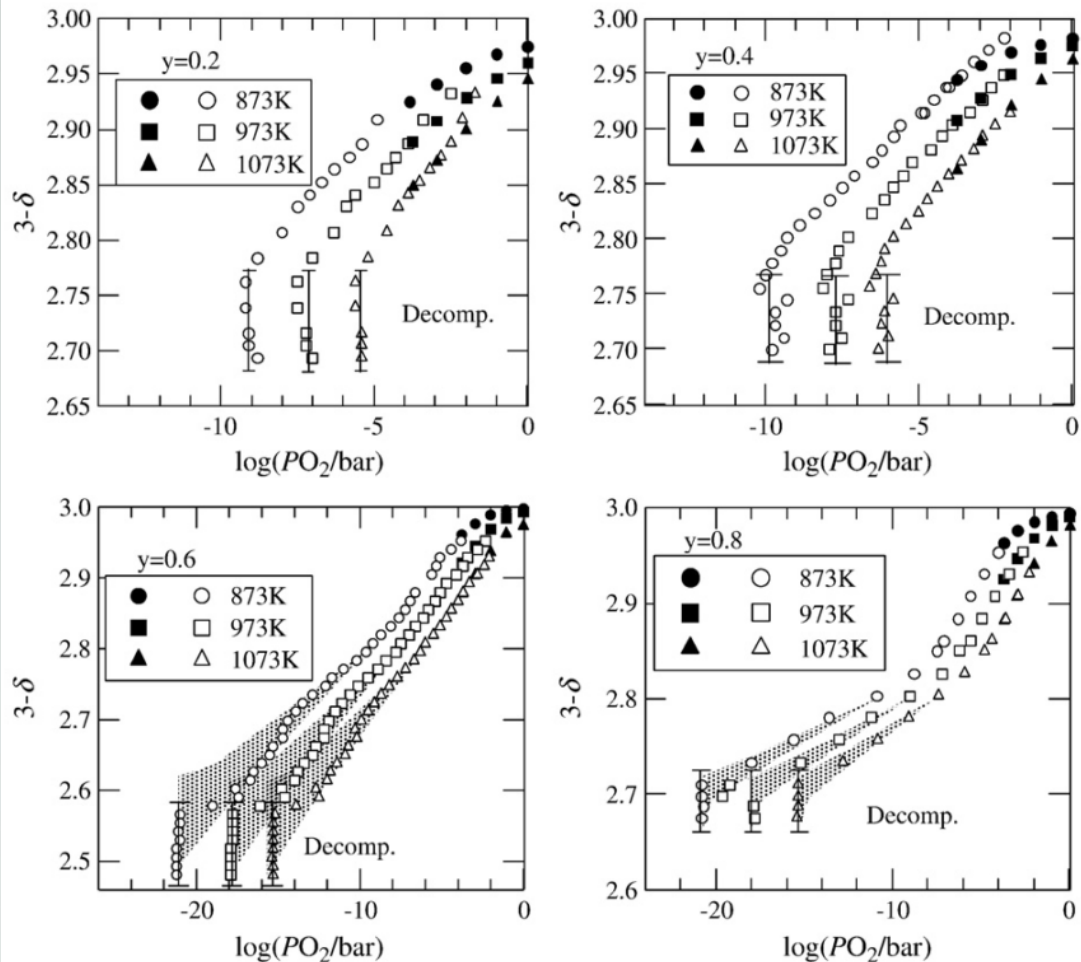 3.00
2.95
2.90
2.85
2.80
2.75
2.70
2.65
3-δ
y=0.2
873K
973K
1073K
Decomp.
-10
-5
0
log(PO₂/bar)
3.00
2.95
2.90
2.85
2.80
2.75
2.70
2.65
3-δ
y=0.4
873K
973K
1073K
Decomp.
-10
-5
0
log(PO₂/bar)
3.0
2.9
2.8
2.7
2.6
2.5
3-δ
y=0.6
873K
973K
1073K
Decomp.
-20
-10
0
log(PO₂/bar)
3.0
2.9
2.8
2.7
2.6
3-δ
y=0.8
873K
973K
1073K
Decomp.
-20
-10
0
log(PO₂/bar)